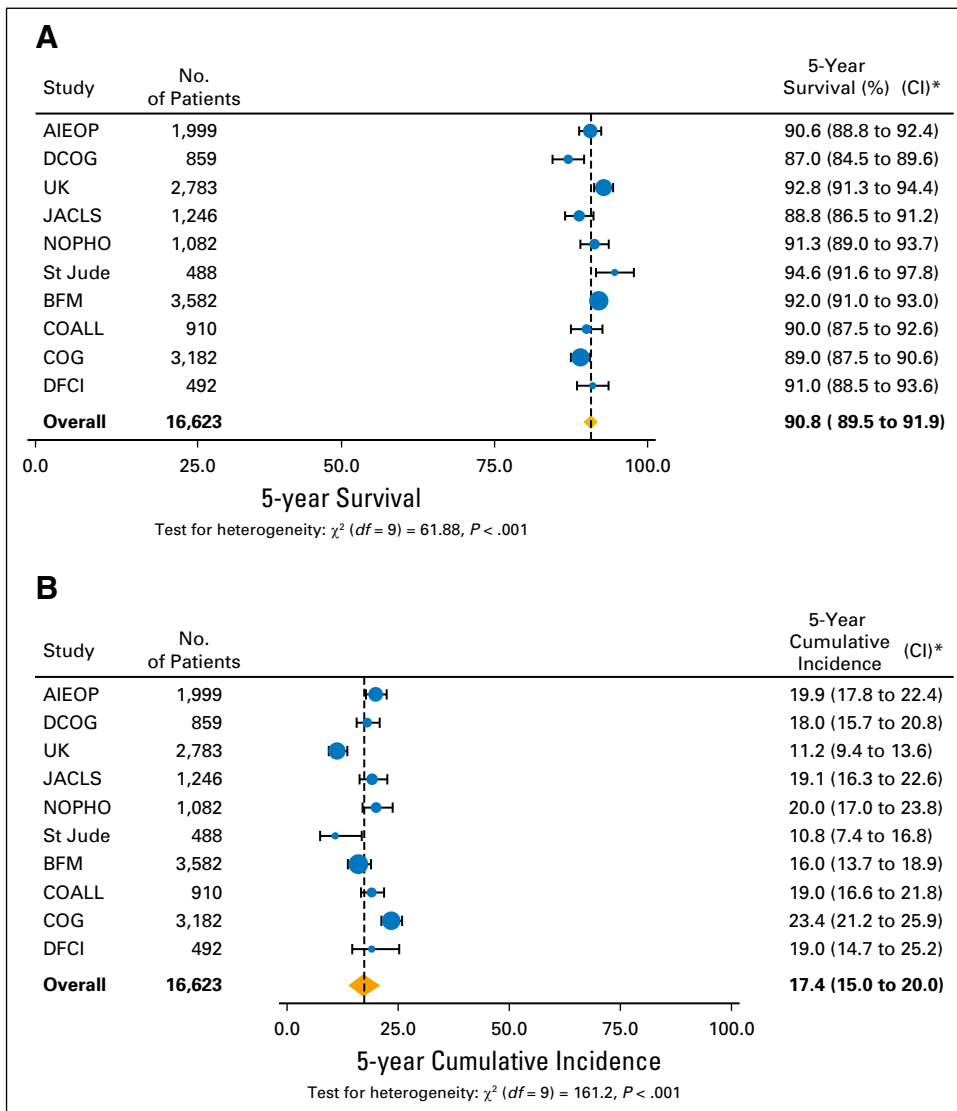 A
Study No. of Patients 5-Year Survival (%) (CI)*
AIEOP 1,999 90.6 (88.8 to 92.4)
DCOG 859 87.0 (84.5 to 89.6)
UK 2,783 92.8 (91.3 to 94.4)
JACLS 1,246 88.8 (86.5 to 91.2)
NOPHO 1,082 91.3 (89.0 to 93.7)
St Jude 488 94.6 (91.6 to 97.8)
BFM 3,582 92.0 (91.0 to 93.0)
COALL 910 90.0 (87.5 to 92.6)
COG 3,182 89.0 (87.5 to 90.6)
DFCI 492 91.0 (88.5 to 93.6)
Overall 16,623 90.8 ( 89.5 to 91.9)
0.0 25.0 50.0 75.0 100.0
5-year Survival
Test for heterogeneity: χ² (df = 9) = 61.88, P < .001
B
Study No. of Patients 5-Year Cumulative Incidence (CI)*
AIEOP 1,999 19.9 (17.8 to 22.4)
DCOG 859 18.0 (15.7 to 20.8)
UK 2,783 11.2 (9.4 to 13.6)
JACLS 1,246 19.1 (16.3 to 22.6)
NOPHO 1,082 20.0 (17.0 to 23.8)
St Jude 488 10.8 (7.4 to 16.8)
BFM 3,582 16.0 (13.7 to 18.9)
COALL 910 19.0 (16.6 to 21.8)
COG 3,182 23.4 (21.2 to 25.9)
DFCI 492 19.0 (14.7 to 25.2)
Overall 16,623 17.4 (15.0 to 20.0)
0.0 25.0 50.0 75.0 100.0
5-year Cumulative Incidence
Test for heterogeneity: χ² (df = 9) = 161.2, P < .001